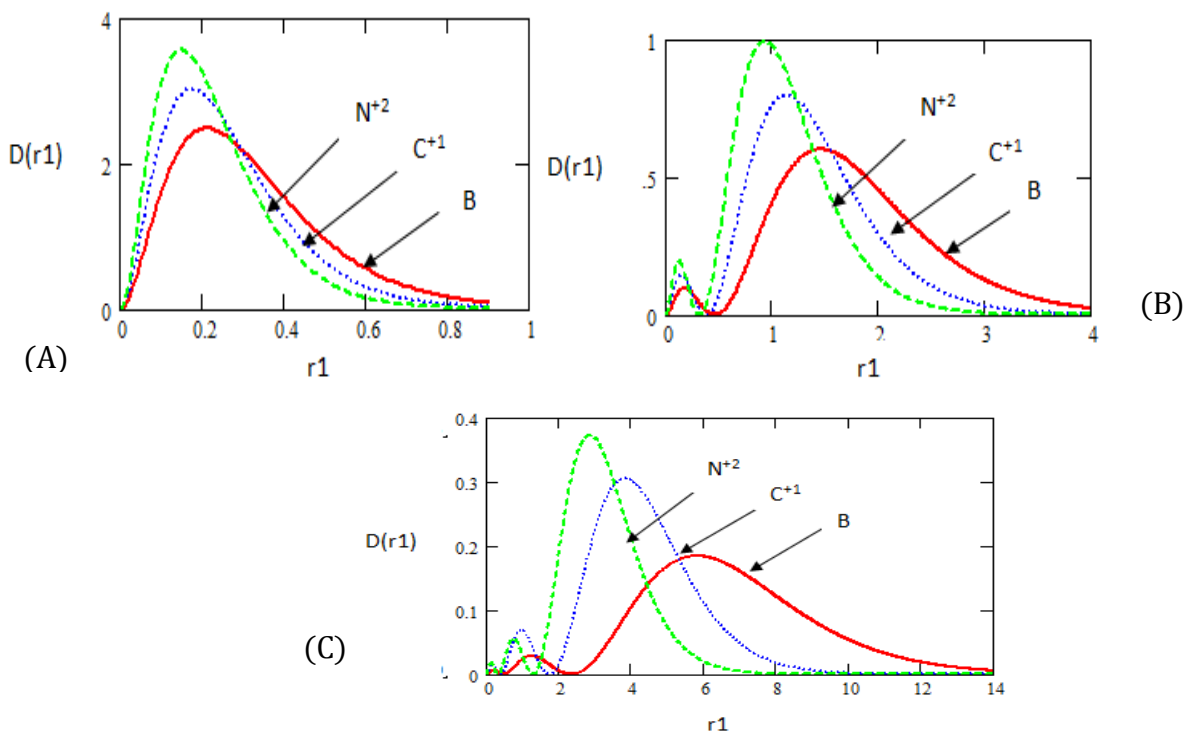 4
2
0
D(r1)
N+2
C+1
B
0 0.2 0.4 0.6 0.8 1
r1
(A)
1
.5
0
D(r1)
N+2
C+1
B
0 1 2 3 4
r1
(B)
0.4
0.3
0.2
0.1
0
D(r1)
N+2
C+1
B
0 2 4 6 8 10 12 14
r1
(C)